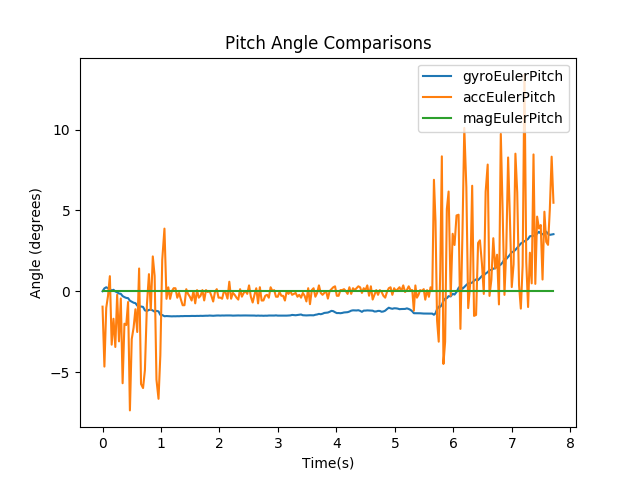 Pitch Angle Comparisons
gyroEulerPitch
accEulerPitch
magEulerPitch
Angle (degrees)
10
5
0
−5
0 1 2 3 4 5 6 7 8
Time(s)